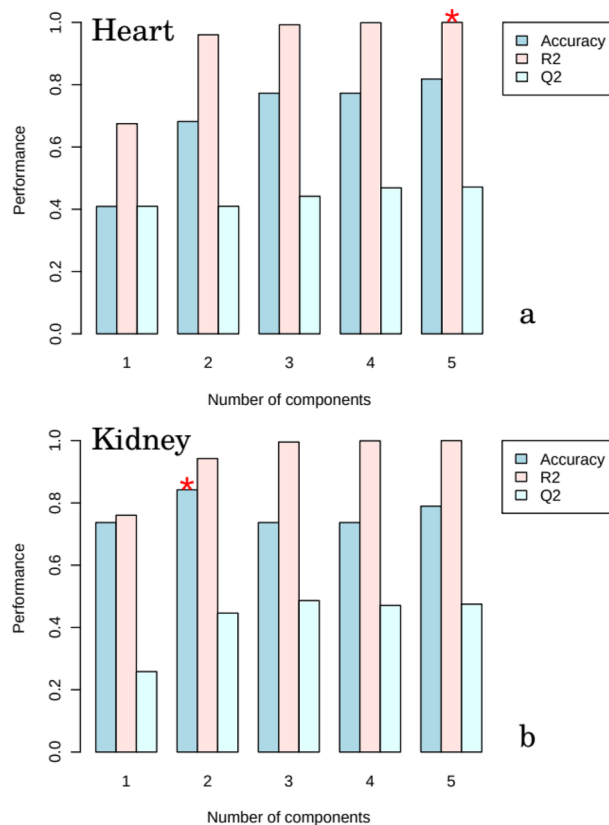 Heart
Accuracy
R2
Q2
*
Performance
0.0 0.2 0.4 0.6 0.8 1.0
1 2 3 4 5
Number of components
a
Kidney
Accuracy
R2
Q2
*
Performance
0.0 0.2 0.4 0.6 0.8 1.0
1 2 3 4 5
Number of components
b